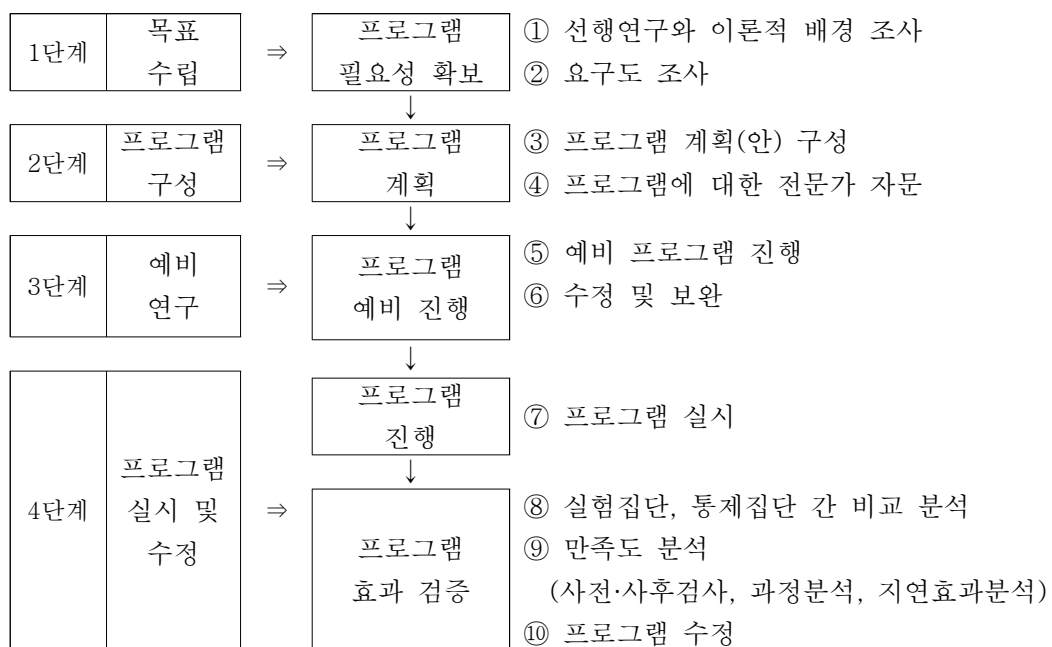 1단계
목표
수립
⇒
프로그램
필요성 확보
① 선행연구와 이론적 배경 조사
② 요구도 조사
↓
2단계
프로그램
구성
⇒
프로그램
계획
③ 프로그램 계획(안) 구성
④ 프로그램에 대한 전문가 자문
↓
3단계
예비
연구
⇒
프로그램
예비 진행
⑤ 예비 프로그램 진행
⑥ 수정 및 보완
↓
4단계
프로그램
실시 및
수정
⇒
프로그램
진행
⑦ 프로그램 실시
↓
프로그램
효과 검증
⑧ 실험집단, 통제집단 간 비교 분석
⑨ 만족도 분석
(사전·사후검사, 과정분석, 지연효과분석)
⑩ 프로그램 수정